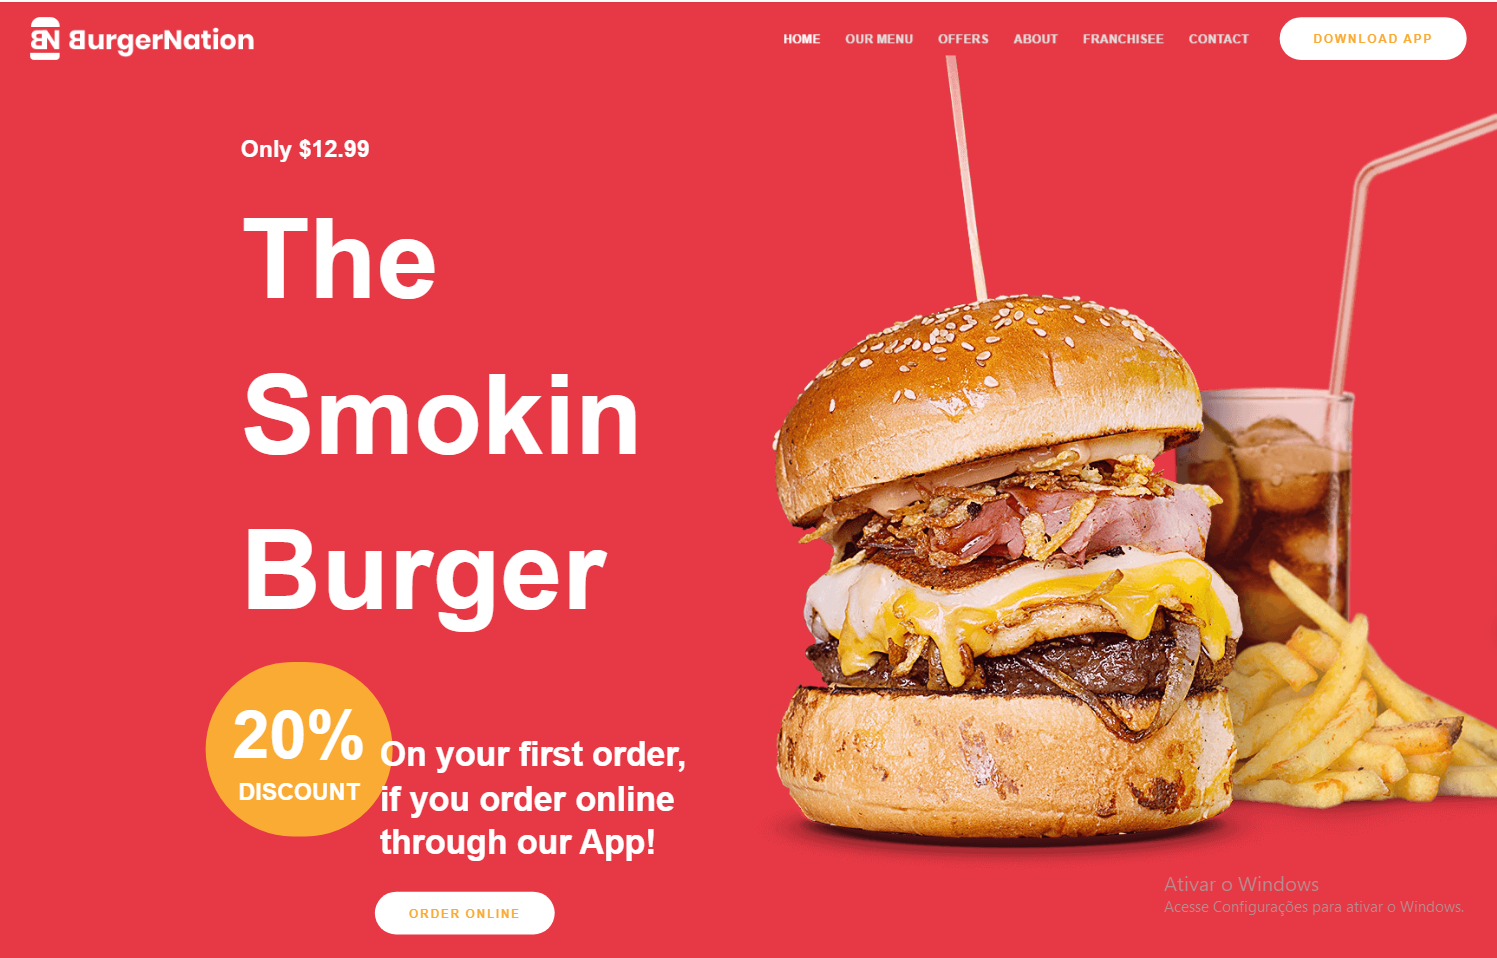 BN BurgerNation
HOME OUR MENU OFFERS ABOUT FRANCHISEE CONTACT DOWNLOAD APP
Only $12.99
The
Smokin
Burger
20%
DISCOUNT
On your first order,
if you order online
through our App!
ORDER ONLINE
Ativar o Windows
Acesse Configurações para ativar o Windows.